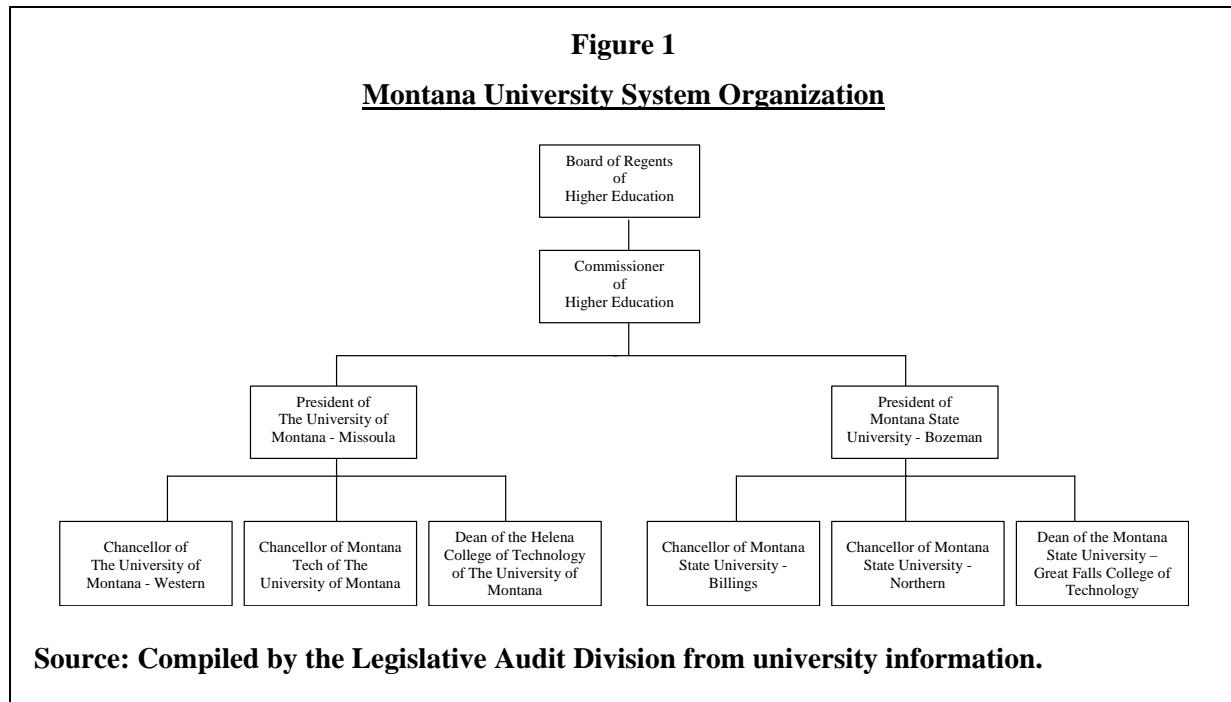 Figure 1
Montana University System Organization
Board of Regents
of
Higher Education
Commissioner
of
Higher Education
President of
The University of
Montana - Missoula
President of
Montana State
University - Bozeman
Chancellor of
The University of
Montana - Western
Chancellor of Montana
Tech of The
University of Montana
Dean of the Helena
College of Technology
of The University of
Montana
Chancellor of Montana
State University -
Billings
Chancellor of Montana
State University -
Northern
Dean of the Montana
State University –
Great Falls College of
Technology
Source: Compiled by the Legislative Audit Division from university information.